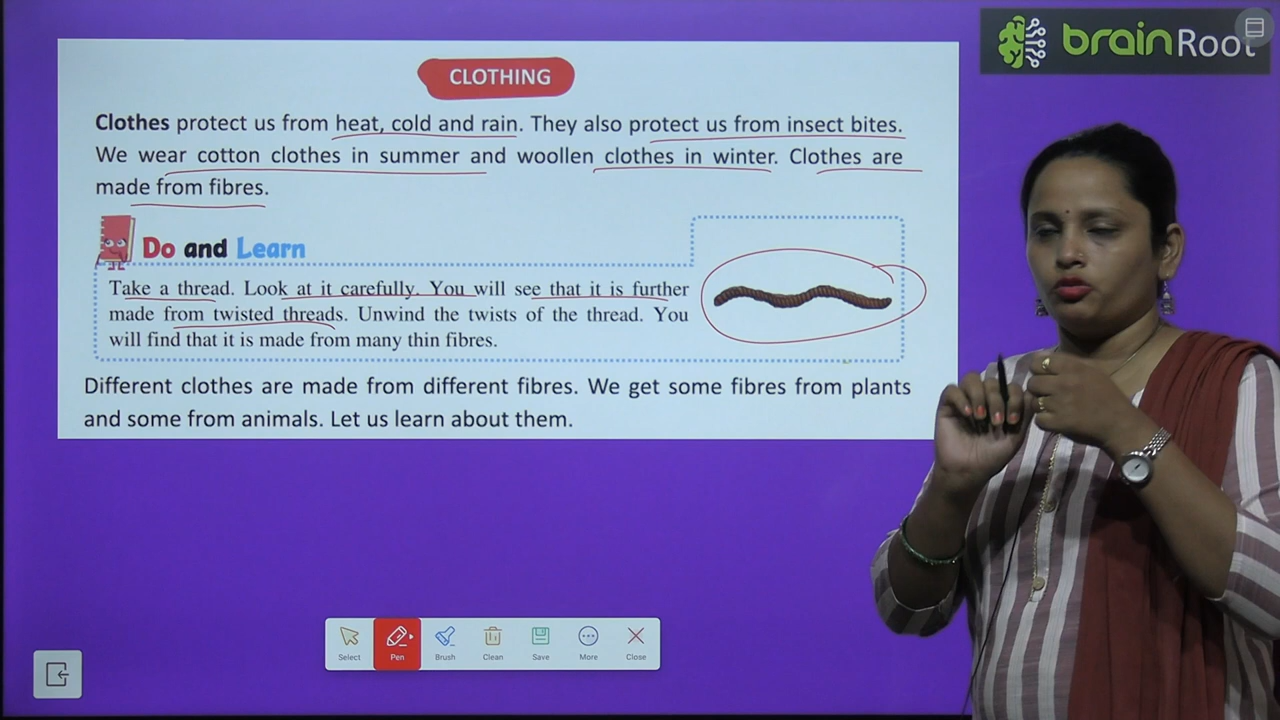 brainRoot
CLOTHING
Clothes protect us from heat, cold and rain. They also protect us from insect bites.
We wear cotton clothes in summer and woollen clothes in winter. Clothes are
made from fibres.
Do and Learn
Take a thread. Look at it carefully. You will see that it is further
made from twisted threads. Unwind the twists of the thread. You
will find that it is made from many thin fibres.
Different clothes are made from different fibres. We get some fibres from plants
and some from animals. Let us learn about them.
Select Pen Brush Clean Save More Close